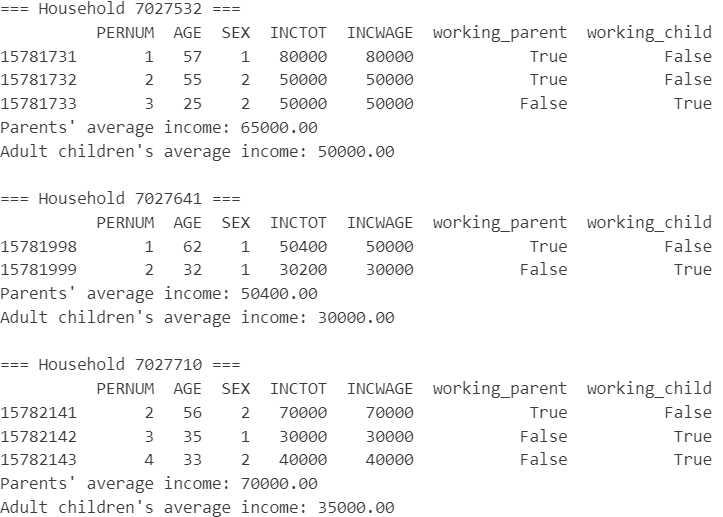 === Household 7027532 ===
PERNUM AGE SEX INCTOT INCWAGE working_parent working_child
15781731 1 57 1 80000 80000 True False
15781732 2 55 2 50000 50000 True False
15781733 3 25 2 50000 50000 False True
Parents' average income: 65000.00
Adult children's average income: 50000.00
=== Household 7027641 ===
PERNUM AGE SEX INCTOT INCWAGE working_parent working_child
15781998 1 62 1 50400 50000 True False
15781999 2 32 1 30200 30000 False True
Parents' average income: 50400.00
Adult children's average income: 30000.00
=== Household 7027710 ===
PERNUM AGE SEX INCTOT INCWAGE working_parent working_child
15782141 2 56 2 70000 70000 True False
15782142 3 35 1 30000 30000 False True
15782143 4 33 2 40000 40000 False True
Parents' average income: 70000.00
Adult children's average income: 35000.00